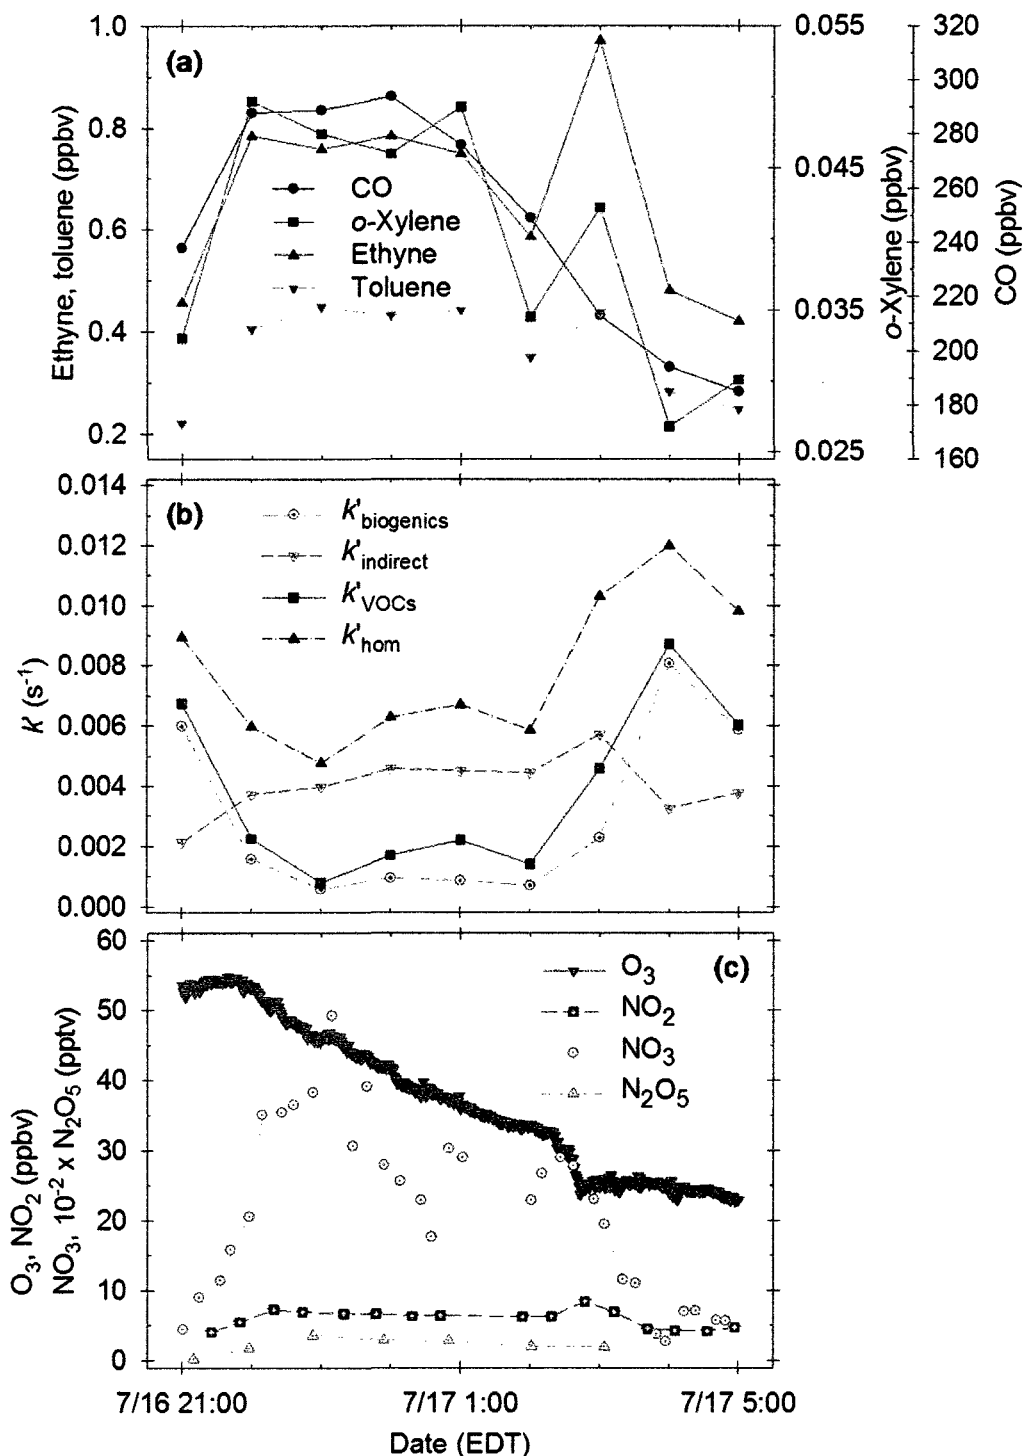 (a)
1.0
0.8
0.6
0.4
0.2
Ethyne, toluene (ppbv)
CO
o-Xylene
Ethyne
Toluene
0.055
0.045
0.035
0.025
o-Xylene (ppbv)
320
300
280
260
240
220
200
180
160
CO (ppbv)
(b)
0.014
0.012
0.010
0.008
0.006
0.004
0.002
0.000
k (s⁻¹)
k'biogenics
k'indirect
k'VOCs
k'hom
(c)
60
50
40
30
20
10
0
O₃, NO₂ (ppbv)
NO₃, 10⁻² x N₂O₅ (pptv)
O₃
NO₂
NO₃
N₂O₅
7/16 21:00
7/17 1:00
7/17 5:00
Date (EDT)